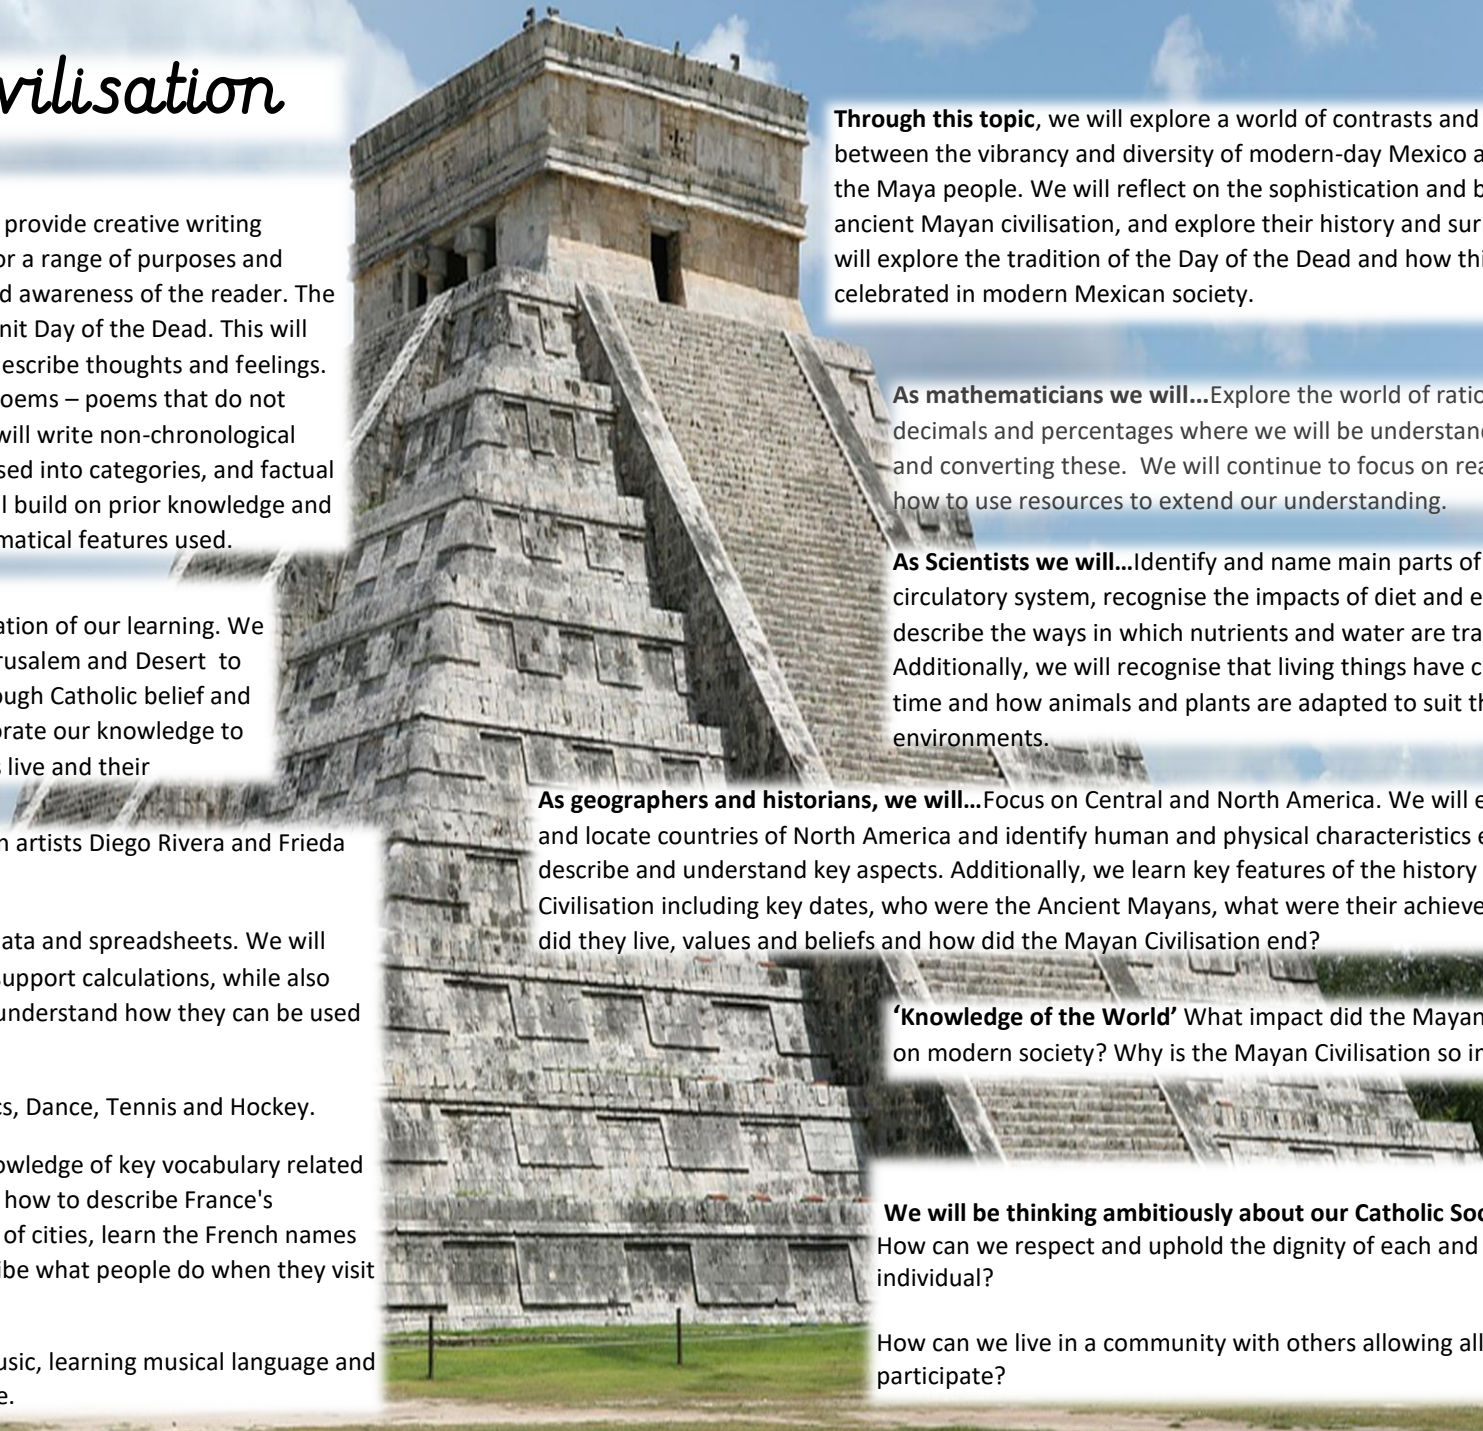 vilisation
provide creative writing
or a range of purposes and
d awareness of the reader. The
nit Day of the Dead. This will
escribe thoughts and feelings.
oems – poems that do not
will write non-chronological
sed into categories, and factual
l build on prior knowledge and
matical features used.
ation of our learning. We
rusalem and Desert to
ough Catholic belief and
orate our knowledge to
s live and their
n artists Diego Rivera and Frieda
ata and spreadsheets. We will
support calculations, while also
understand how they can be used
cs, Dance, Tennis and Hockey.
owledge of key vocabulary related
how to describe France's
of cities, learn the French names
ibe what people do when they visit
usic, learning musical language and
e.
Through this topic, we will explore a world of contrasts and
between the vibrancy and diversity of modern-day Mexico a
the Maya people. We will reflect on the sophistication and b
ancient Mayan civilisation, and explore their history and sur
will explore the tradition of the Day of the Dead and how thi
celebrated in modern Mexican society.
As mathematicians we will...Explore the world of ratio
decimals and percentages where we will be understand
and converting these. We will continue to focus on rea
how to use resources to extend our understanding.
As Scientists we will...Identify and name main parts of
circulatory system, recognise the impacts of diet and e
describe the ways in which nutrients and water are tra
Additionally, we will recognise that living things have c
time and how animals and plants are adapted to suit th
environments.
As geographers and historians, we will...Focus on Central and North America. We will e
and locate countries of North America and identify human and physical characteristics e
describe and understand key aspects. Additionally, we learn key features of the history
Civilisation including key dates, who were the Ancient Mayans, what were their achieve
did they live, values and beliefs and how did the Mayan Civilisation end?
‘Knowledge of the World’ What impact did the Mayan
on modern society? Why is the Mayan Civilisation so in
We will be thinking ambitiously about our Catholic Soc
How can we respect and uphold the dignity of each and
individual?
How can we live in a community with others allowing all
participate?